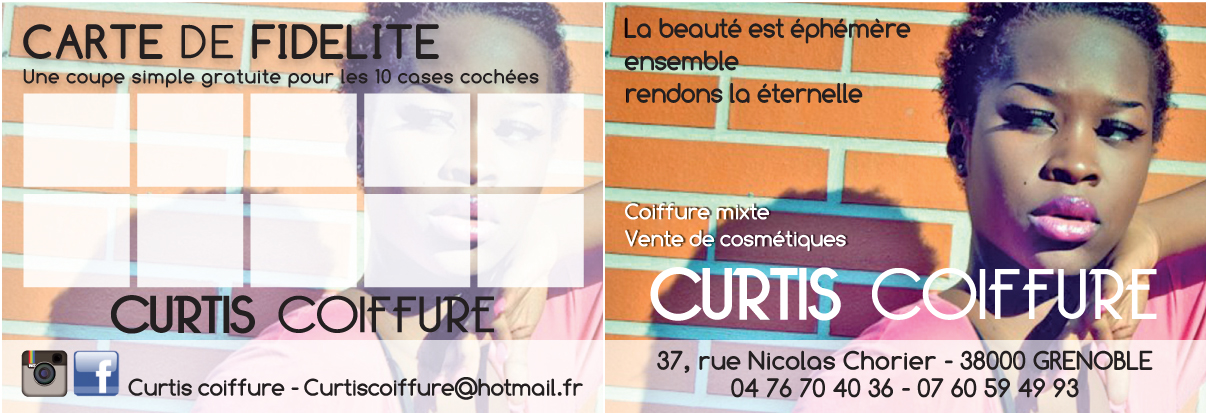 CARTE DE FIDELITE
Une coupe simple gratuite pour les 10 cases cochées
CURTIS COIFFURE
Curtis coiffure - Curtiscoiffure@hotmail.fr
La beauté est éphémère
ensemble
rendons la éternelle
Coiffure mixte
Vente de cosmétiques
CURTIS COIFFURE
37, rue Nicolas Chorier - 38000 GRENOBLE
04 76 70 40 36 - 07 60 59 49 93